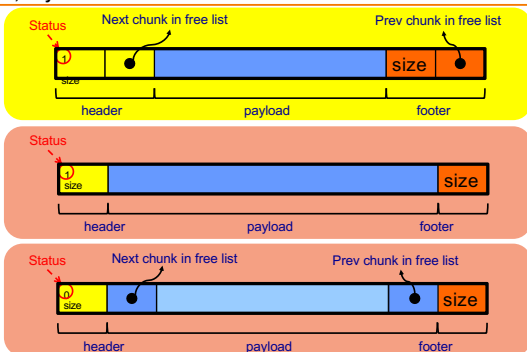 Next chunk in free list
Prev chunk in free list
Status
1
size
size
header
payload
footer
Status
1
size
size
header
payload
footer
Status
Next chunk in free list
Prev chunk in free list
0
size
size
header
payload
footer